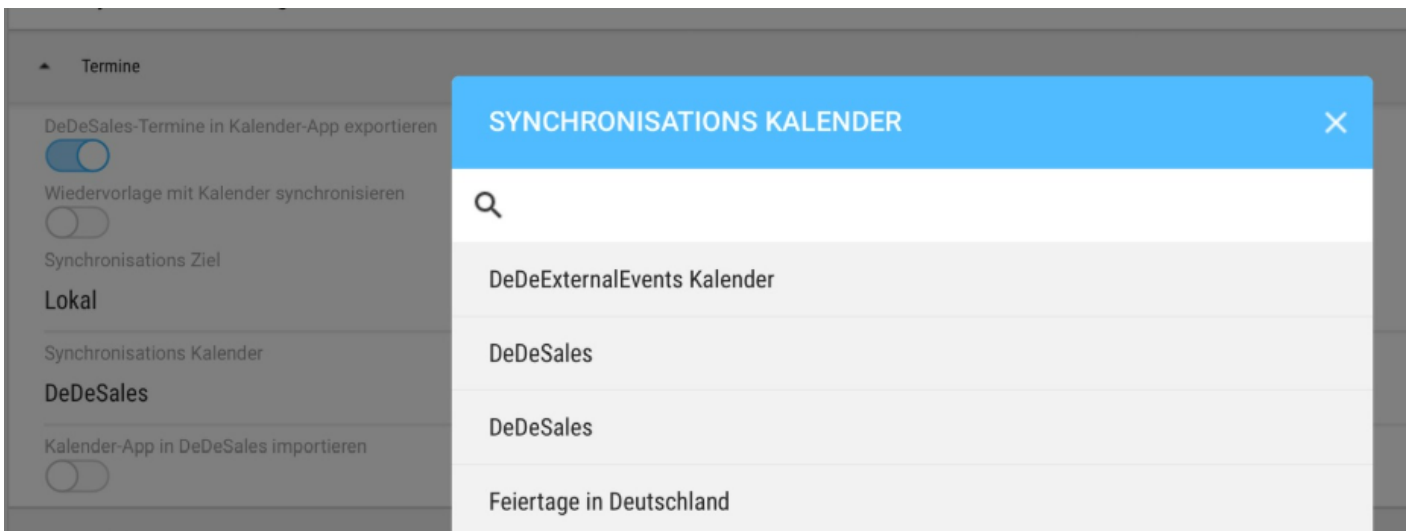 Termine
DeDeSales-Termine in Kalender-App exportieren
Wiedervorlage mit Kalender synchronisieren
Synchronisations Ziel
Lokal
Synchronisations Kalender
DeDeSales
Kalender-App in DeDeSales importieren
SYNCHRONISATIONS KALENDER
DeDeExternalEvents Kalender
DeDeSales
DeDeSales
Feiertage in Deutschland